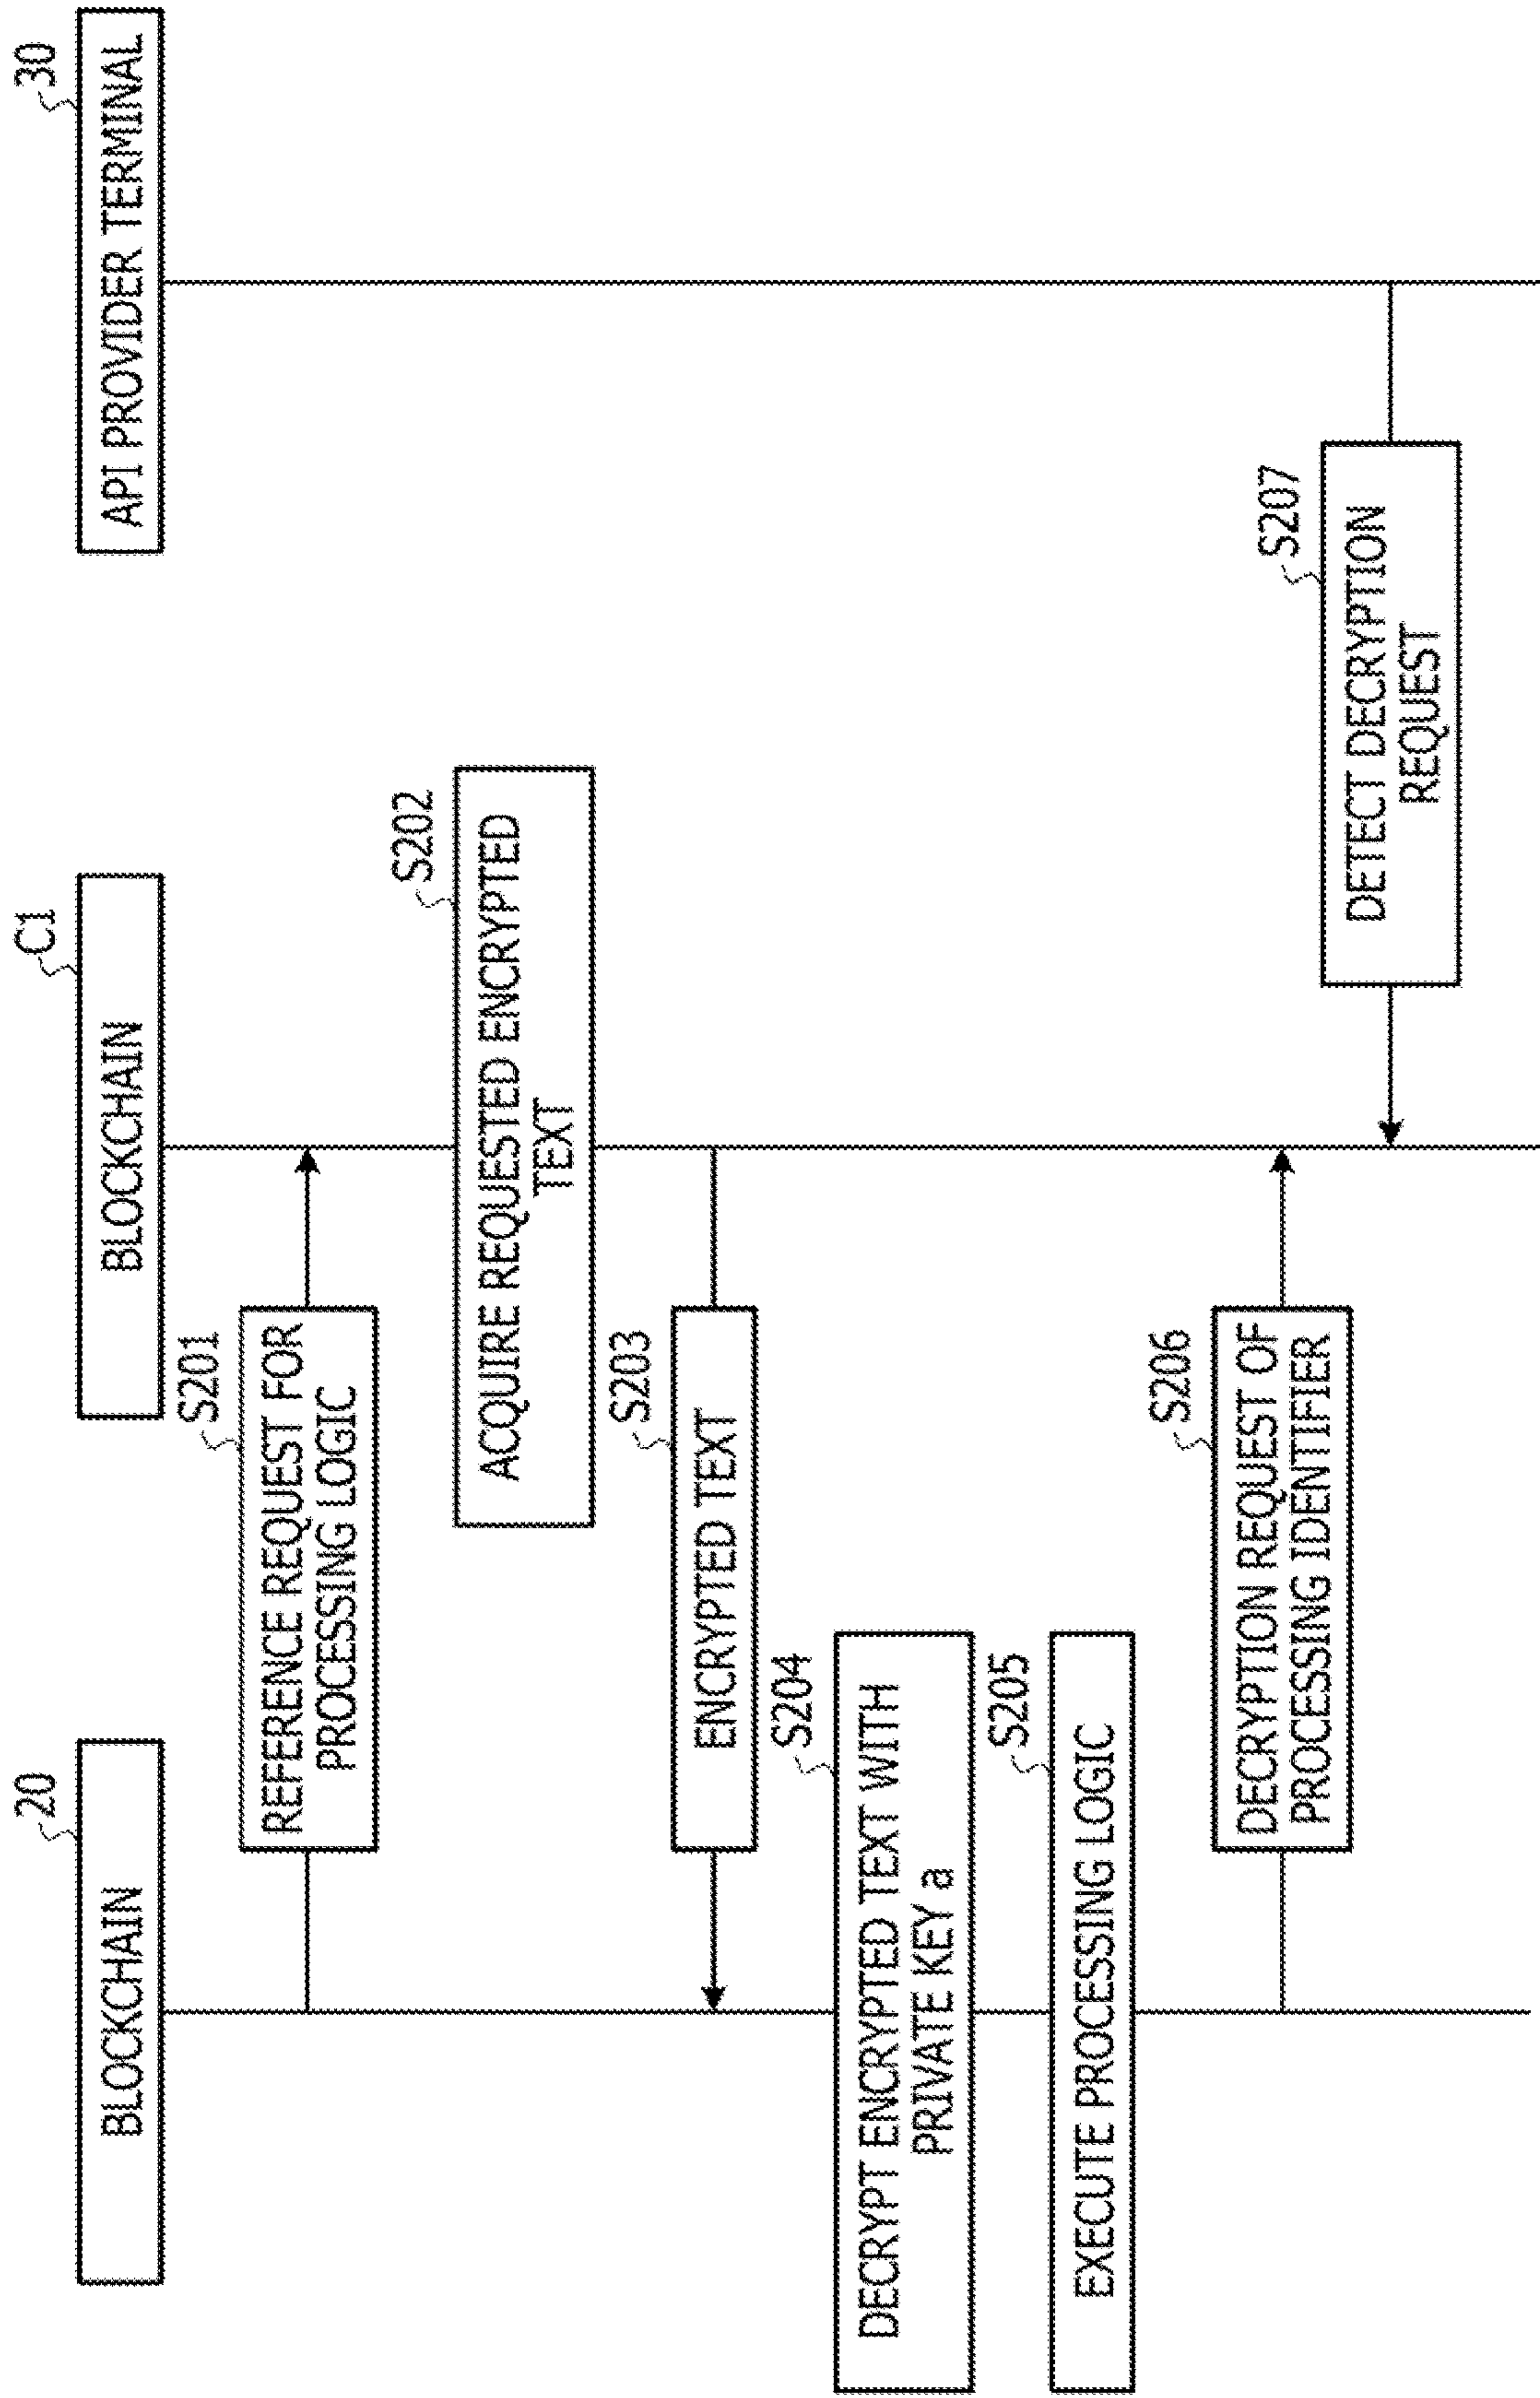 20
BLOCKCHAIN
C1
BLOCKCHAIN
30
API PROVIDER TERMINAL
S201
REFERENCE REQUEST FOR
PROCESSING LOGIC
S202
ACQUIRE REQUESTED ENCRYPTED
TEXT
S203
ENCRYPTED TEXT
S204
DECRYPT ENCRYPTED TEXT WITH
PRIVATE KEY a
S205
EXECUTE PROCESSING LOGIC
S206
DECRYPTION REQUEST OF
PROCESSING IDENTIFIER
S207
DETECT DECRYPTION
REQUEST